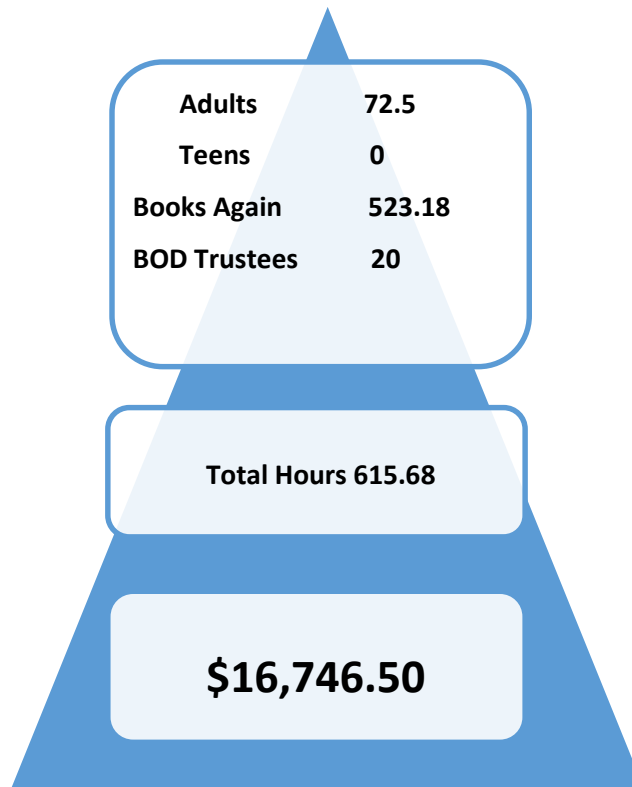 Adults 72.5
Teens 0
Books Again 523.18
BOD Trustees 20
Total Hours 615.68
$16,746.50